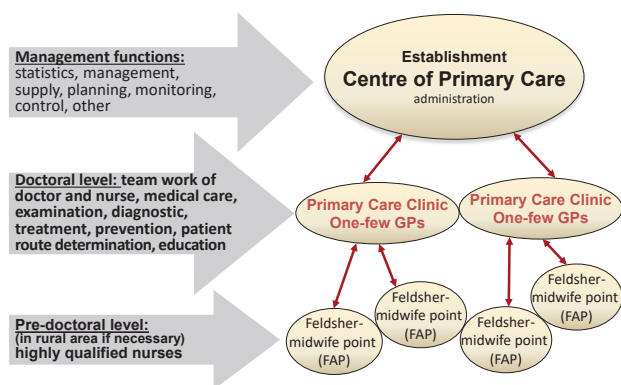 Management functions:
statistics, management,
supply, planning, monitoring,
control, other
Establishment
Centre of Primary Care
administration
Doctoral level: team work of
doctor and nurse, medical care,
examination, diagnostic,
treatment, prevention, patient
route determination, education
Primary Care Clinic
One-few GPs
Primary Care Clinic
One-few GPs
Pre-doctoral level:
(in rural area if necessary)
highly qualified nurses
Feldsher-
midwife point
(FAP)
Feldsher-
midwife point
(FAP)
Feldsher-
midwife point
(FAP)
Feldsher-
midwife point
(FAP)